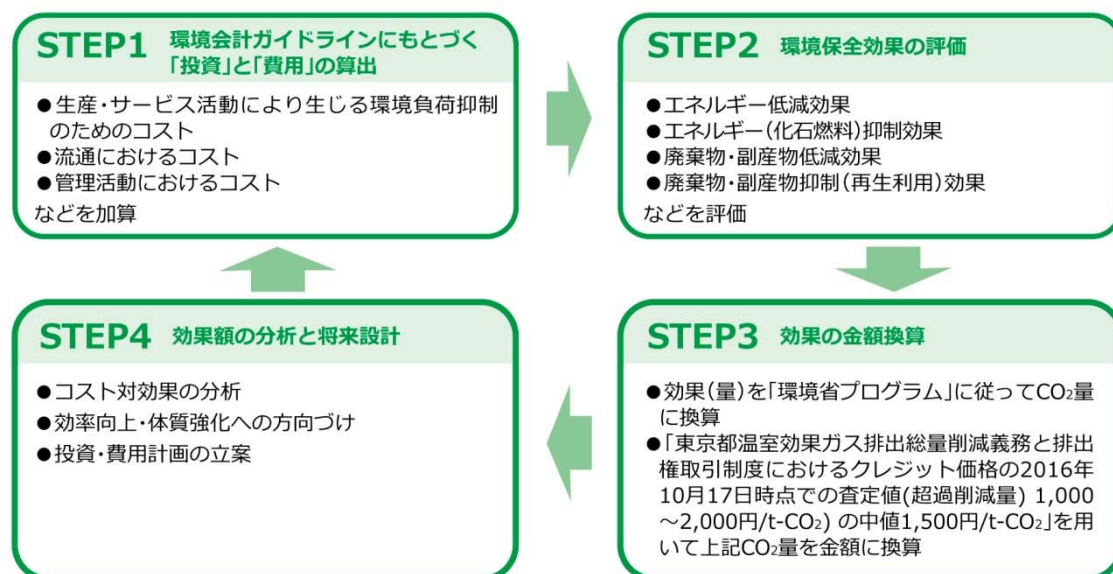 STEP1 環境会計ガイドラインにもとづく
「投資」と「費用」の算出
●生産・サービス活動により生じる環境負荷抑制
のためのコスト
●流通におけるコスト
●管理活動におけるコスト
などを加算
STEP2 環境保全効果の評価
●エネルギー低減効果
●エネルギー(化石燃料)抑制効果
●廃棄物・副産物低減効果
●廃棄物・副産物抑制(再生利用)効果
などを評価
STEP3 効果の金額換算
●効果(量)を「環境省プログラム」に従ってCO₂量
に換算
●「東京都温室効果ガス排出総量削減義務と排出
権取引制度におけるクレジット価格の2016年
10月17日時点での査定値(超過削減量) 1,000
～2,000円/t-CO₂) の中値1,500円/t-CO₂」を用
いて上記CO₂量を金額に換算
STEP4 効果額の分析と将来設計
●コスト対効果の分析
●効率向上・体質強化への方向づけ
●投資・費用計画の立案